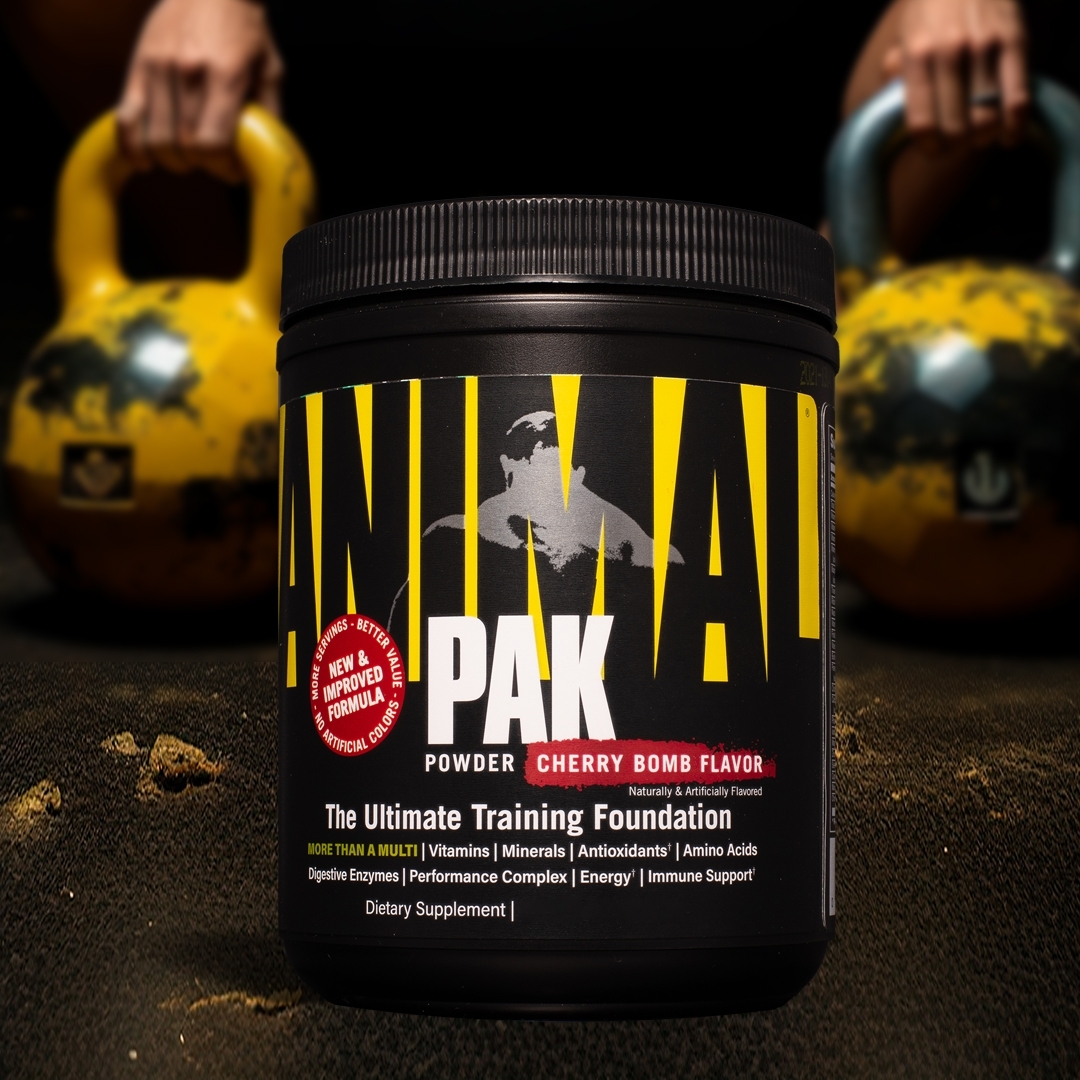 ANIMAL
®
PAK
MORE SERVINGS - BETTER VALUE - NO ARTIFICIAL COLORS -
NEW &
IMPROVED
FORMULA
POWDER CHERRY BOMB FLAVOR
Naturally & Artificially Flavored
The Ultimate Training Foundation
MORE THAN A MULTI | Vitamins | Minerals | Antioxidants† | Amino Acids
Digestive Enzymes | Performance Complex | Energy† | Immune Support†
Dietary Supplement |